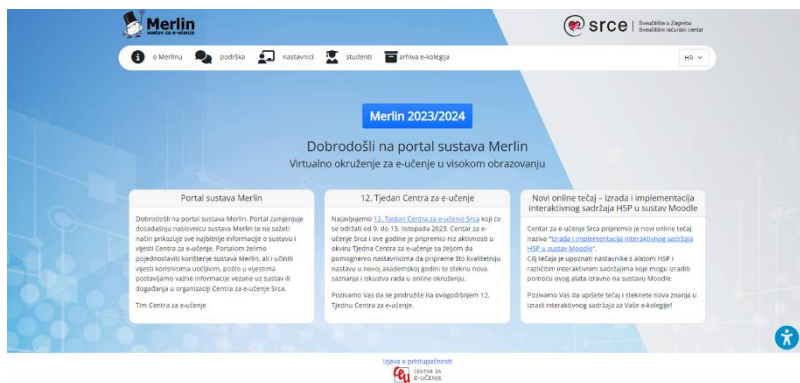 Merlin
sustav za e-učenje
srce
Sveučilište u Zagrebu
Sveučilišni računski centar
o Merlinu
podrška
nastavnici
studenti
arhiva e-kolegija
HR
Merlin 2023/2024
Dobrodošli na portal sustava Merlin
Virtualno okruženje za e-učenje u visokom obrazovanju
Portal sustava Merlin
Dobrodošli na portal sustava Merlin. Portal zamjenjuje
dosadašnju naslovnicu sustava Merlin te na sažeti
način prikazuje sve najbitnije informacije o sustavu i
vijesti Centra za e-učenje. Portalom želimo
pojednostaviti korištenje sustava Merlin, ali i učiniti
vijesti korisnicima uočljivim, pošto u vijestima
postavljamo važne informacije vezane uz sustav ili
događanja u organizaciji Centra za e-učenje Srca.
Tim Centra za e-učenje
12. Tjedan Centra za e-učenje
Najavljujemo 12. Tjedan Centra za e-učenje Srca koji će
se održati od 9. do 13. listopada 2023. Centar za e-
učenje Srca i ove godine je pripremio niz aktivnosti u
okviru Tjedna Centra za e-učenje sa željom da
pomognemo nastavnicima da pripreme što kvalitetniju
nastavu u novoj akademskoj godini te steknu nova
saznanja i iskustva rada u online okruženju.
Pozivamo Vas da se pridružite na ovogodišnjem 12.
Tjednu Centra za e-učenje.
Novi online tečaj – Izrada i implementacija
interaktivnog sadržaja H5P u sustav Moodle
Centar za e-učenje Srca pripremio je novi online tečaj
naziva "Izrada i implementacija interaktivnog sadržaja
H5P u sustav Moodle".
Cilj tečaja je upoznati nastavnike s alatom H5P i
različitim interaktivnim sadržajima koje mogu izraditi
pomoću ovog alata izravno na sustavu Moodle.
Pozivamo Vas da upišete tečaj i steknete nova znanja u
izradi interaktivnog sadržaja za Vaše e-kolegije!
Izjava o pristupačnosti
CEU
CENTAR ZA
E-UČENJE